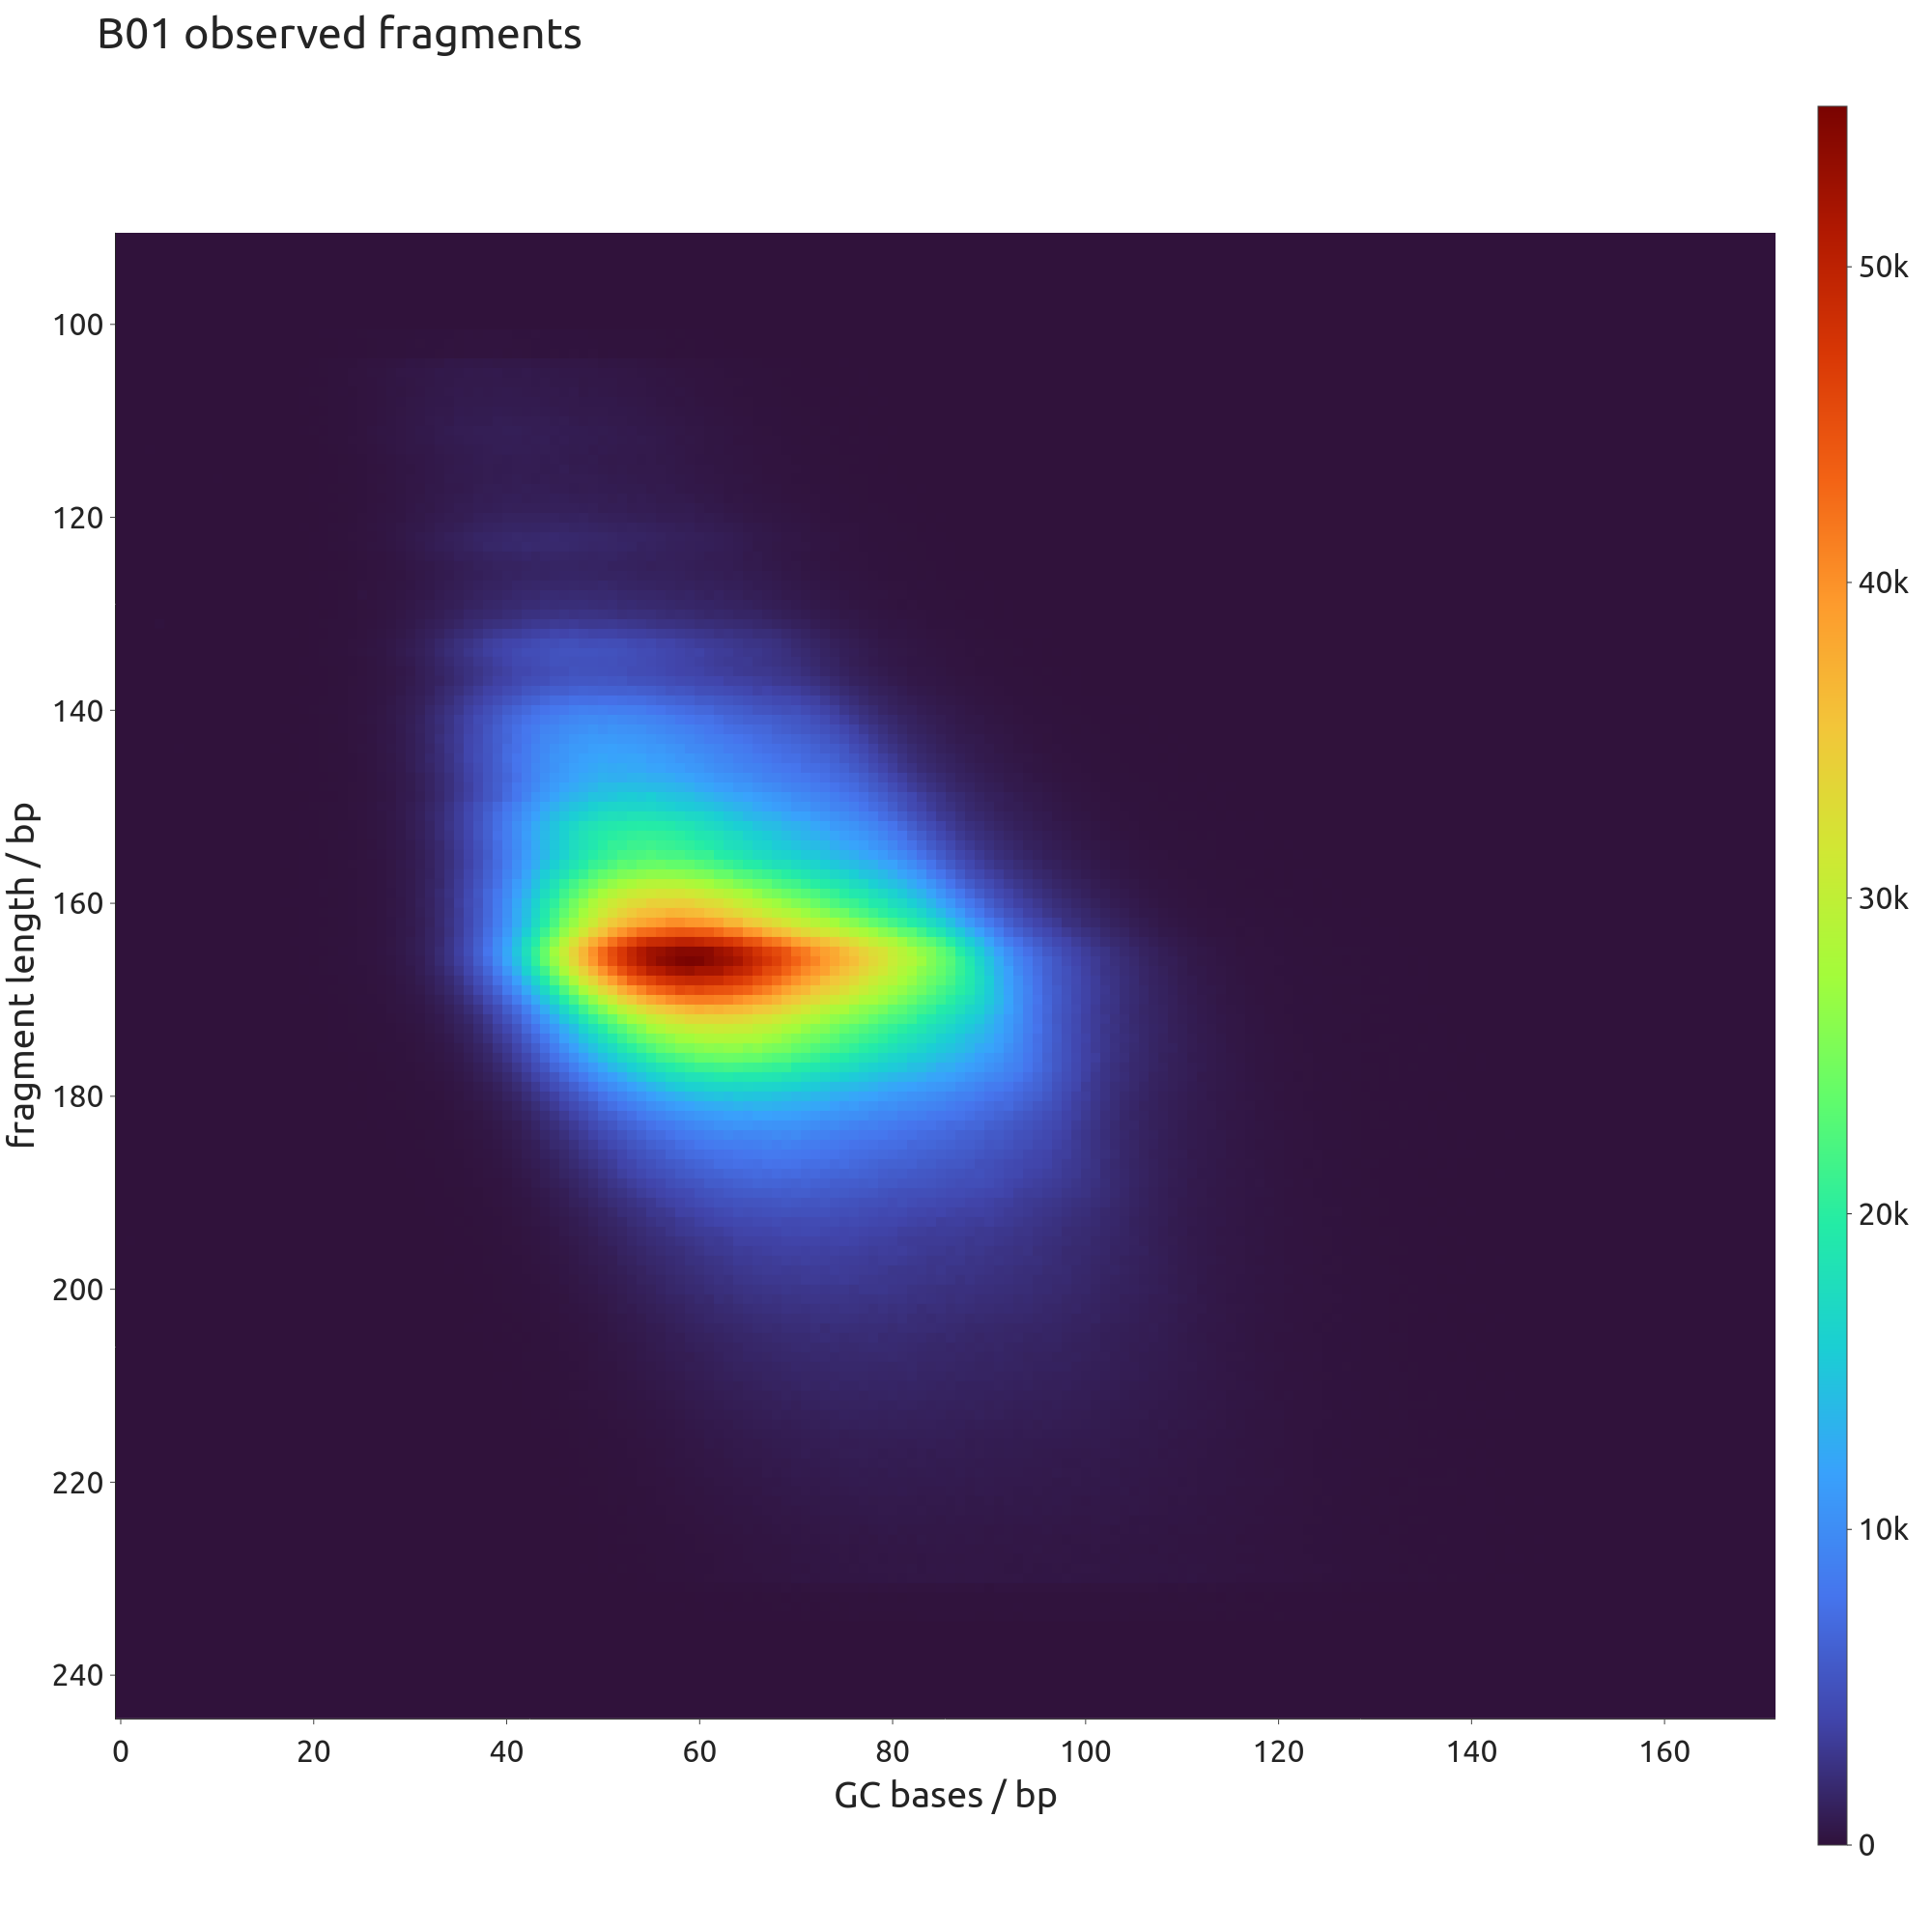 B01 observed fragments
50k
40k
30k
20k
10k
0
fragment length / bp
100
120
140
160
180
200
220
240
0 20 40 60 80 100 120 140 160
GC bases / bp